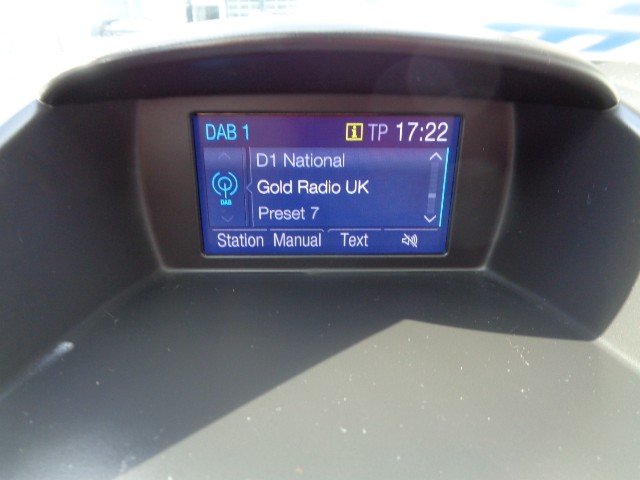 DAB 1 i TP 17:22
D1 National
DAB Gold Radio UK
Preset 7
Station Manual Text